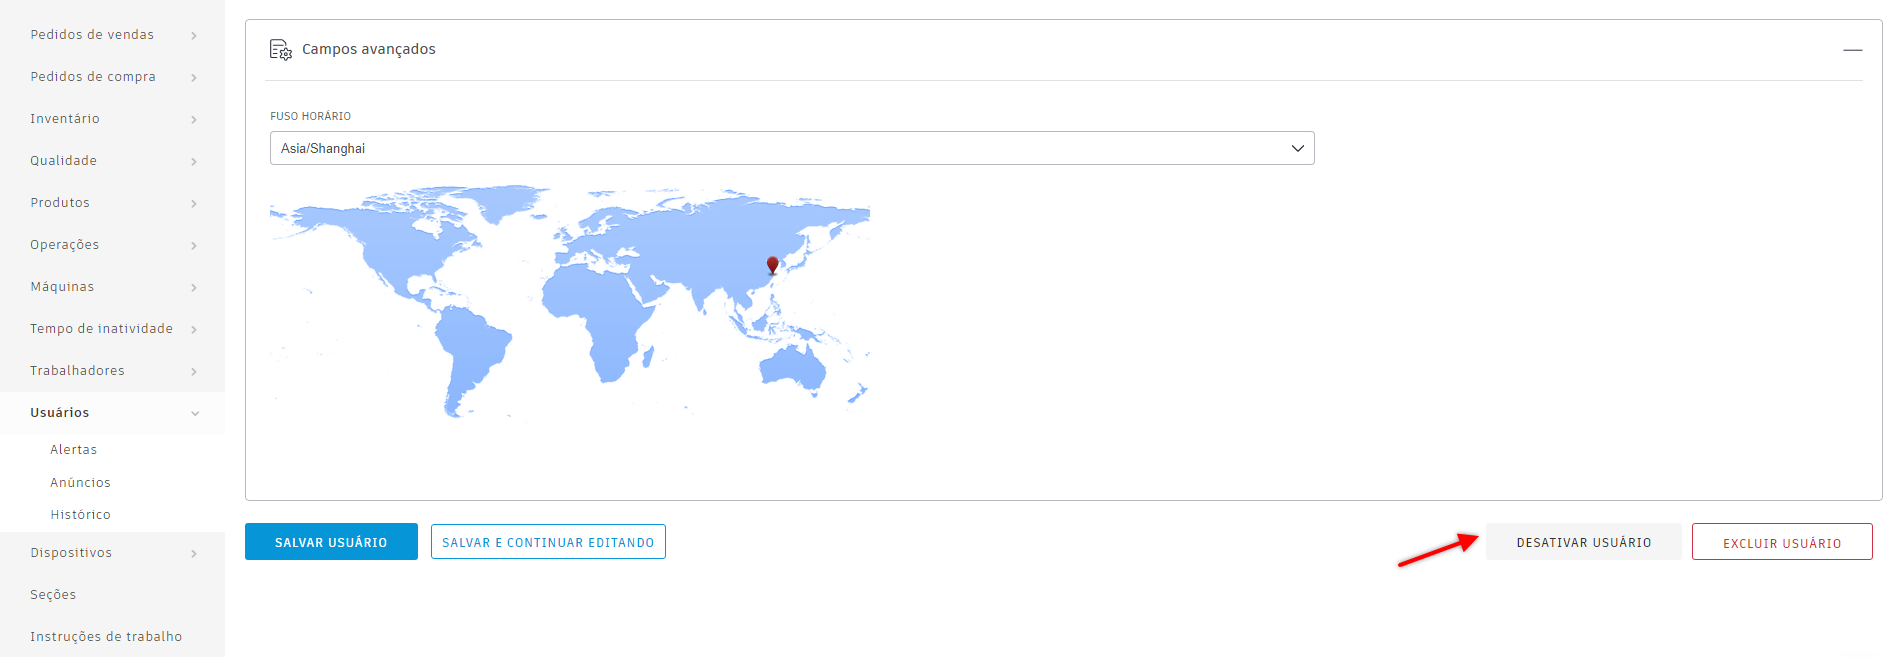 Pedidos de vendas
Pedidos de compra
Inventário
Qualidade
Produtos
Operações
Máquinas
Tempo de inatividade
Trabalhadores
Usuários
Alertas
Anúncios
Histórico
Dispositivos
Seções
Instruções de trabalho
Campos avançados
FUSO HORÁRIO
Asia/Shanghai
SALVAR USUÁRIO
SALVAR E CONTINUAR EDITANDO
DESATIVAR USUÁRIO
EXCLUIR USUÁRIO